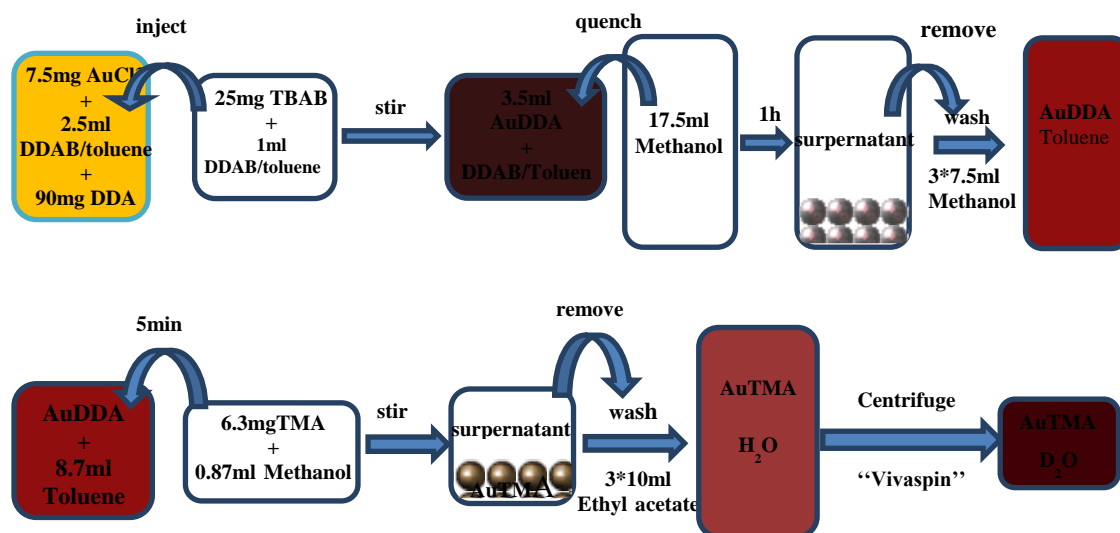 inject
7.5mg AuCl
+
2.5ml
DDAB/toluene
+
90mg DDA
25mg TBAB
+
1ml
DDAB/toluene
stir
3.5ml
AuDDA
+
DDAB/Toluen
quench
17.5ml
Methanol
1h
surpernatant
remove
wash
3*7.5ml
Methanol
AuDDA
Toluene
5min
AuDDA
+
8.7ml
Toluene
6.3mgTMA
+
0.87ml Methanol
stir
surpernatant
AuTMA
remove
wash
3*10ml
Ethyl acetate
AuTMA
H₂O
Centrifuge
“Vivaspin”
AuTMA
D₂O